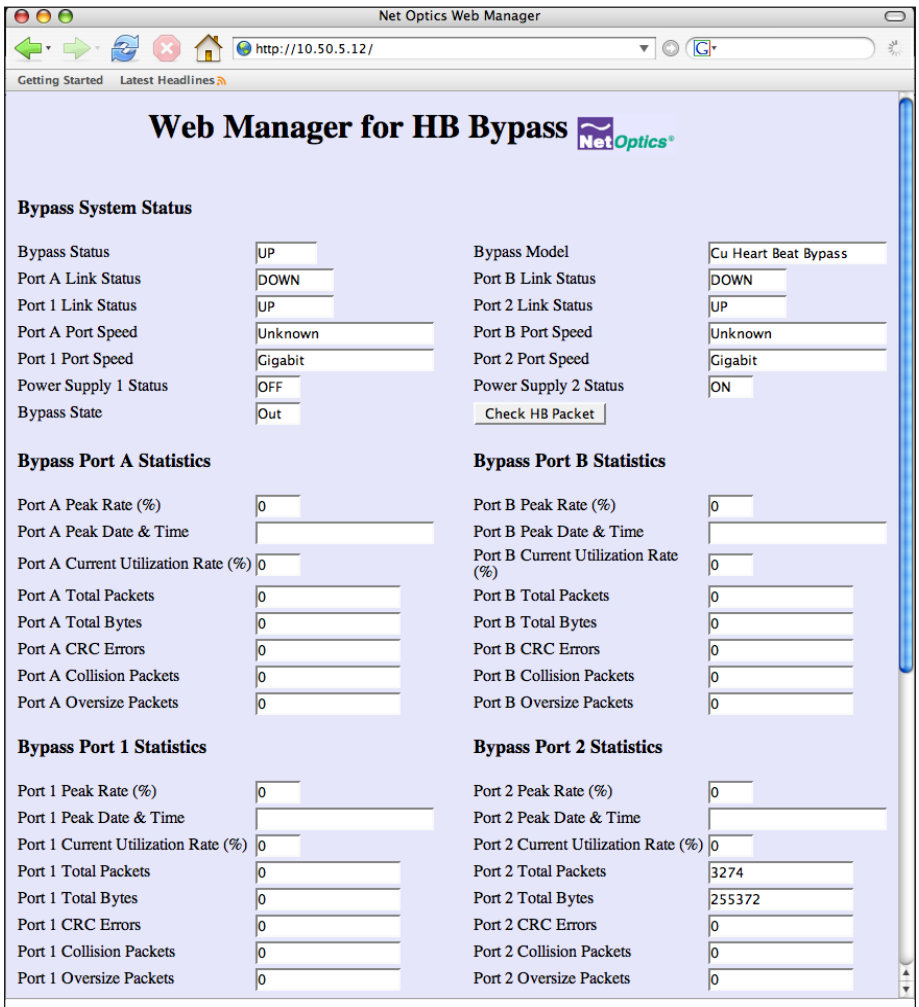 Net Optics Web Manager
http://10.50.5.12/
G
Getting Started Latest Headlines
Web Manager for HB Bypass NetOptics®
Bypass System Status
Bypass Status UP Bypass Model Cu Heart Beat Bypass
Port A Link Status DOWN Port B Link Status DOWN
Port 1 Link Status UP Port 2 Link Status UP
Port A Port Speed Unknown Port B Port Speed Unknown
Port 1 Port Speed Gigabit Port 2 Port Speed Gigabit
Power Supply 1 Status OFF Power Supply 2 Status ON
Bypass State Out Check HB Packet
Bypass Port A Statistics Bypass Port B Statistics
Port A Peak Rate (%) 0 Port B Peak Rate (%) 0
Port A Peak Date & Time Port B Peak Date & Time
Port A Current Utilization Rate (%) 0 Port B Current Utilization Rate
(%) 0
Port A Total Packets 0 Port B Total Packets 0
Port A Total Bytes 0 Port B Total Bytes 0
Port A CRC Errors 0 Port B CRC Errors 0
Port A Collision Packets 0 Port B Collision Packets 0
Port A Oversize Packets 0 Port B Oversize Packets 0
Bypass Port 1 Statistics Bypass Port 2 Statistics
Port 1 Peak Rate (%) 0 Port 2 Peak Rate (%) 0
Port 1 Peak Date & Time Port 2 Peak Date & Time
Port 1 Current Utilization Rate (%) 0 Port 2 Current Utilization Rate (%) 0
Port 1 Total Packets 0 Port 2 Total Packets 3274
Port 1 Total Bytes 0 Port 2 Total Bytes 255372
Port 1 CRC Errors 0 Port 2 CRC Errors 0
Port 1 Collision Packets 0 Port 2 Collision Packets 0
Port 1 Oversize Packets 0 Port 2 Oversize Packets 0